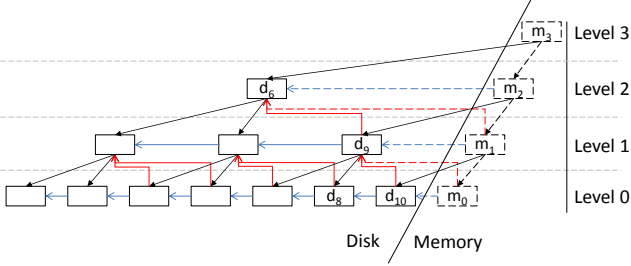 m₃ Level 3
d₆ m₂ Level 2
d₉ m₁ Level 1
d₈ d₁₀ m₀ Level 0
Disk Memory